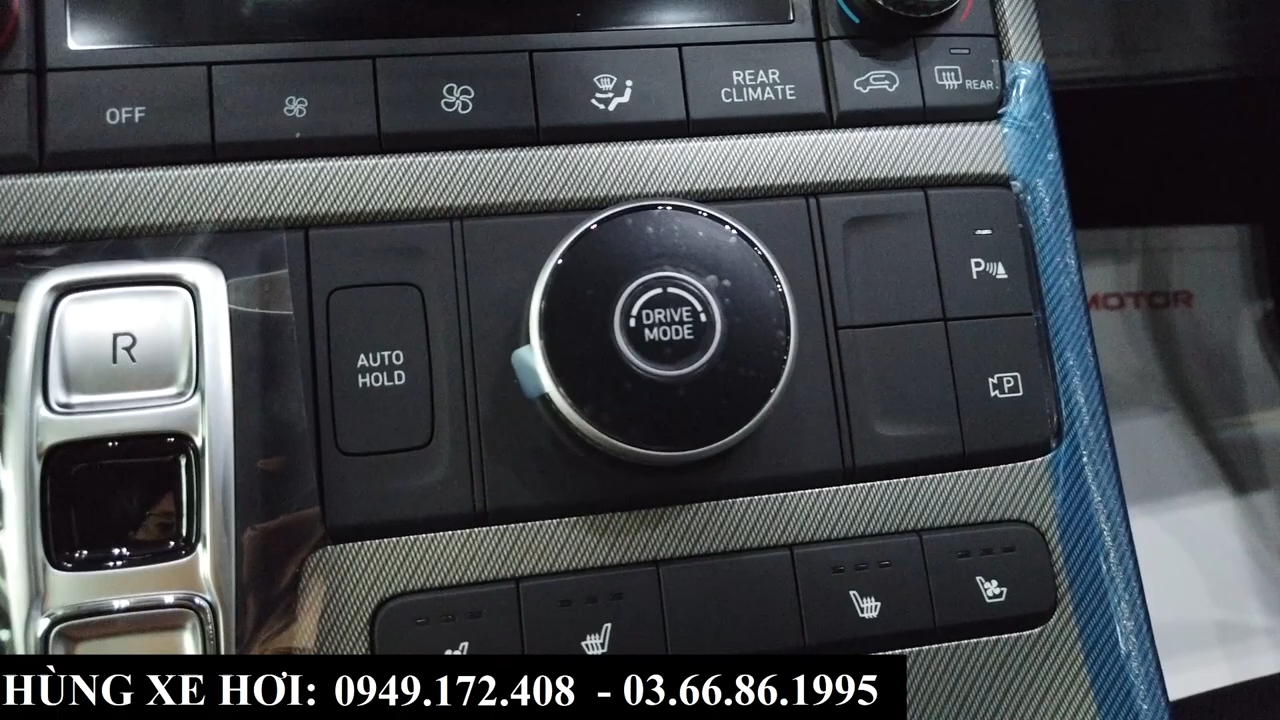 OFF
REAR
CLIMATE
REAR
P
MOTOR
R
AUTO
HOLD
DRIVE
MODE
P
HÙNG XE HƠI: 0949.172.408 - 03.66.86.1995